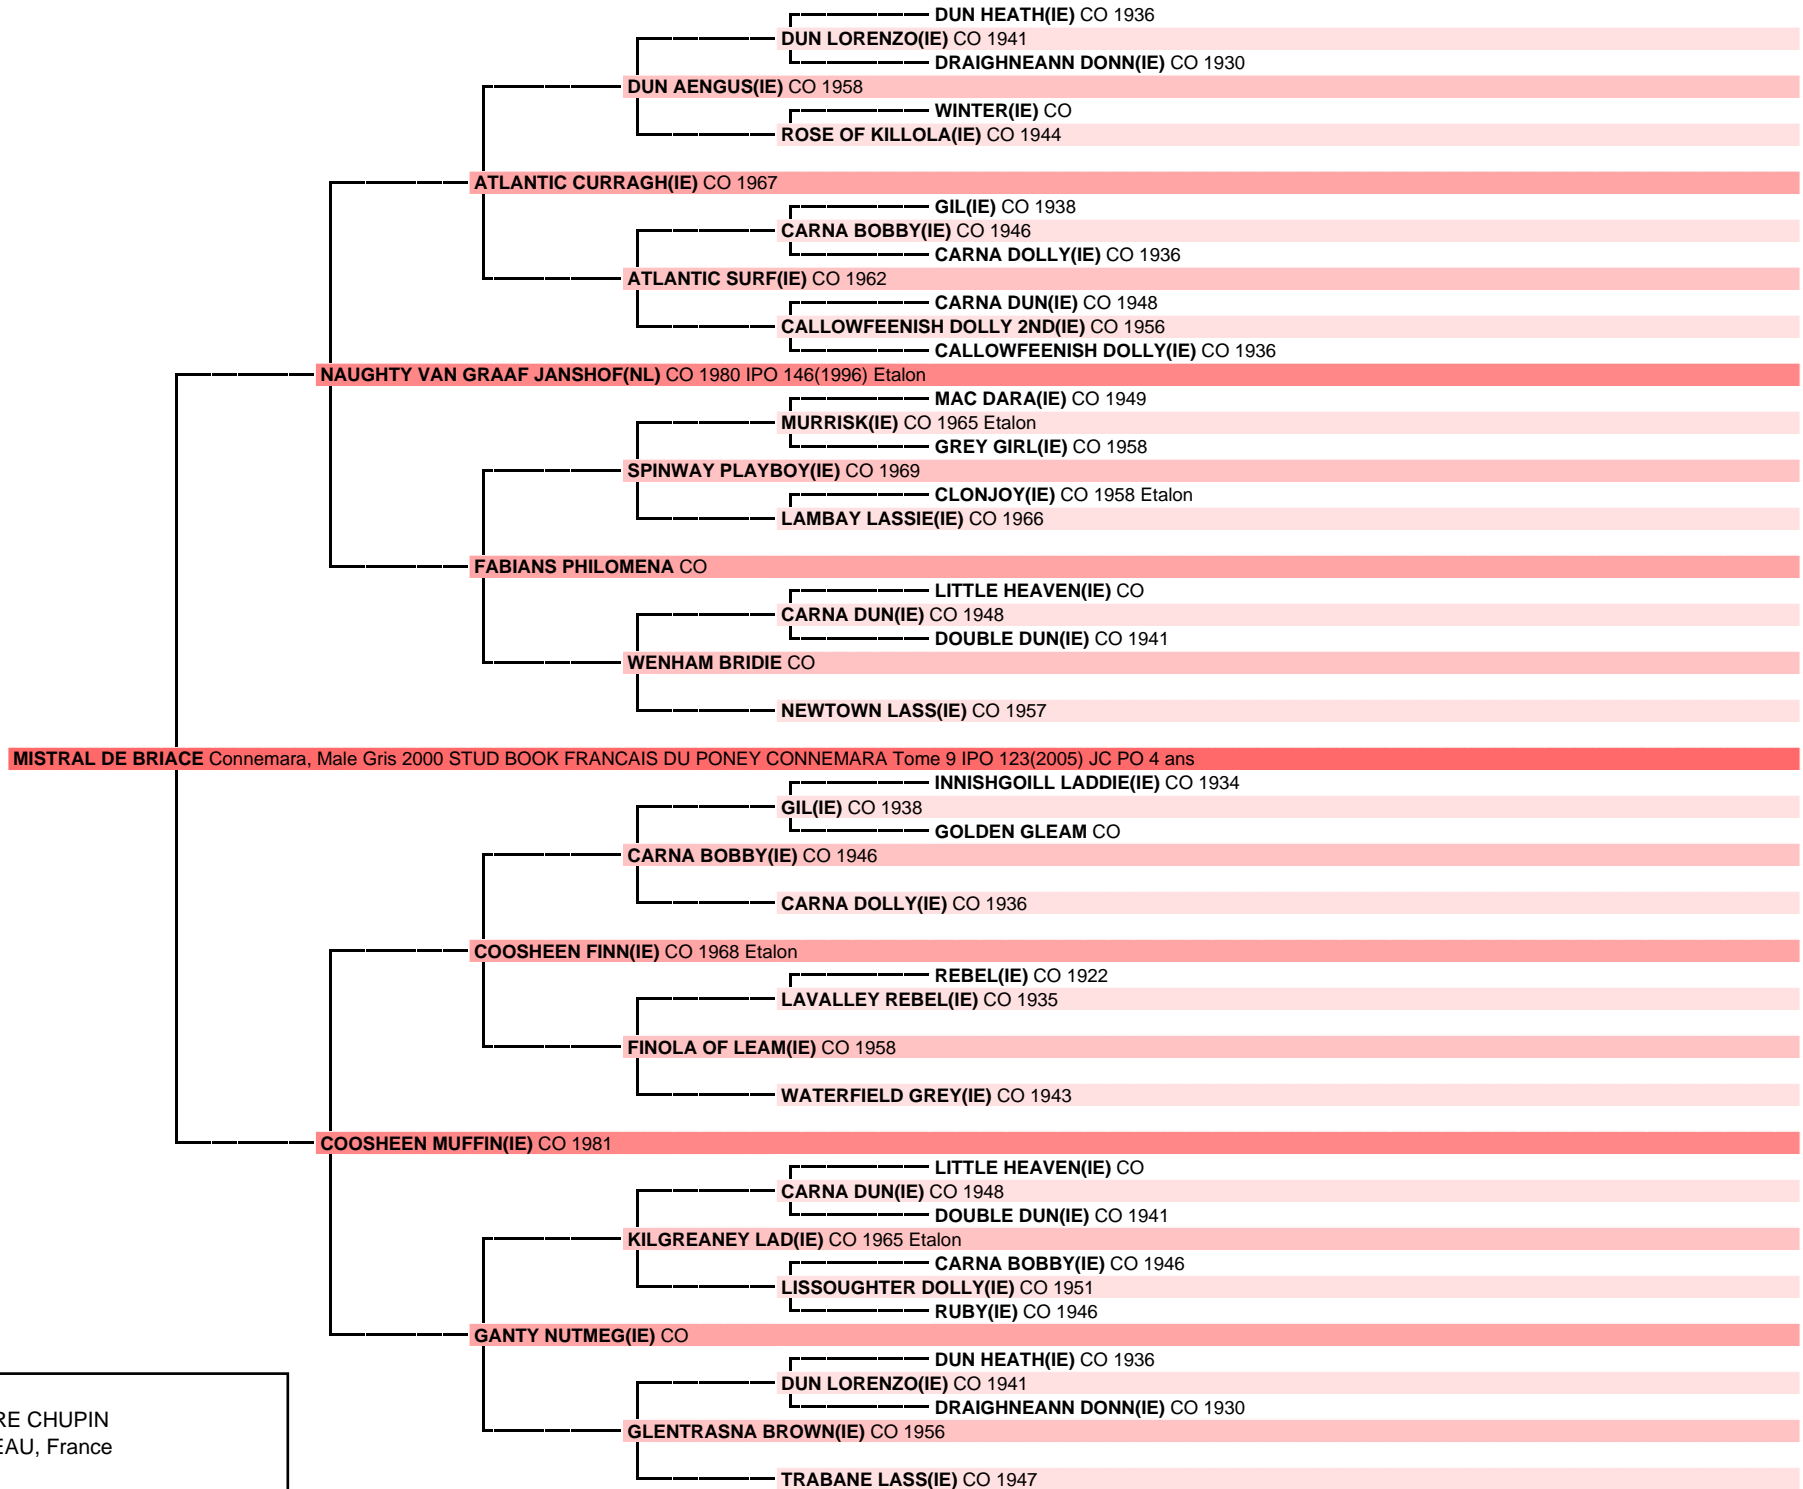 DUN HEATH(IE) CO 1936
DUN LORENZO(IE) CO 1941
DRAIGHNEANN DONN(IE) CO 1930
DUN AENGUS(IE) CO 1958
WINTER(IE) CO
ROSE OF KILLOLA(IE) CO 1944
ATLANTIC CURRAGH(IE) CO 1967
GIL(IE) CO 1938
CARNA BOBBY(IE) CO 1946
CARNA DOLLY(IE) CO 1936
ATLANTIC SURF(IE) CO 1962
CARNA DUN(IE) CO 1948
CALLOWFEENISH DOLLY 2ND(IE) CO 1956
CALLOWFEENISH DOLLY(IE) CO 1936
NAUGHTY VAN GRAAF JANSHOF(NL) CO 1980 IPO 146(1996) Etalon
MAC DARA(IE) CO 1949
MURRISK(IE) CO 1965 Etalon
GREY GIRL(IE) CO 1958
SPINWAY PLAYBOY(IE) CO 1969
CLONJOY(IE) CO 1958 Etalon
LAMBAY LASSIE(IE) CO 1966
FABIANS PHILOMENA CO
LITTLE HEAVEN(IE) CO
CARNA DUN(IE) CO 1948
DOUBLE DUN(IE) CO 1941
WENHAM BRIDIE CO
NEWTOWN LASS(IE) CO 1957
MISTRAL DE BRIACE Connemara, Male Gris 2000 STUD BOOK FRANCAIS DU PONEY CONNEMARA Tome 9 IPO 123(2005) JC PO 4 ans
INNISHGOILL LADDIE(IE) CO 1934
GIL(IE) CO 1938
GOLDEN GLEAM CO
CARNA BOBBY(IE) CO 1946
CARNA DOLLY(IE) CO 1936
COOSHEEN FINN(IE) CO 1968 Etalon
REBEL(IE) CO 1922
LAVALLEY REBEL(IE) CO 1935
FINOLA OF LEAM(IE) CO 1958
WATERFIELD GREY(IE) CO 1943
COOSHEEN MUFFIN(IE) CO 1981
LITTLE HEAVEN(IE) CO
CARNA DUN(IE) CO 1948
DOUBLE DUN(IE) CO 1941
KILGREANEY LAD(IE) CO 1965 Etalon
CARNA BOBBY(IE) CO 1946
LISSOUGHTER DOLLY(IE) CO 1951
RUBY(IE) CO 1946
GANTY NUTMEG(IE) CO
DUN HEATH(IE) CO 1936
DUN LORENZO(IE) CO 1941
DRAIGHNEANN DONN(IE) CO 1930
GLENTRASNA BROWN(IE) CO 1956
TRABANE LASS(IE) CO 1947
RE CHUPIN
EAU, France